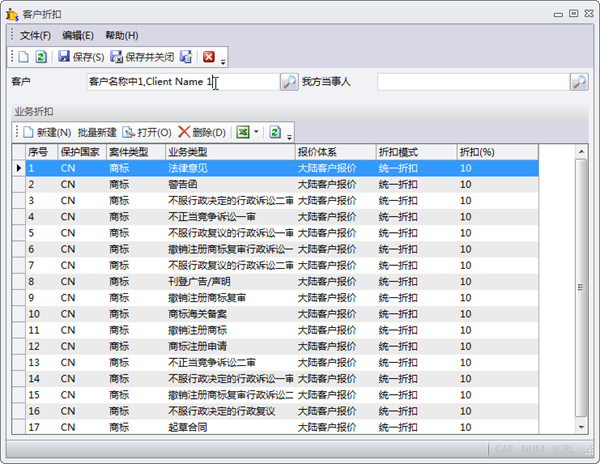 客户折扣
文件(F) 编辑(E) 帮助(H)
保存(S) 保存并关闭
客户 客户名称中1,Client Name 1 我方当事人
业务折扣
新建(N) 批量新建 打开(O) 删除(D)
序号 保护国家 案件类型 业务类型 报价体系 折扣模式 折扣(%)
1 CN 商标 法律意见 大陆客户报价 统一折扣 10
2 CN 商标 警告函 大陆客户报价 统一折扣 10
3 CN 商标 不服行政决定的行政诉讼二审 大陆客户报价 统一折扣 10
4 CN 商标 不正当竞争诉讼一审 大陆客户报价 统一折扣 10
5 CN 商标 不服行政复议的行政诉讼一审 大陆客户报价 统一折扣 10
6 CN 商标 撤销注册商标复审行政诉讼一 大陆客户报价 统一折扣 10
7 CN 商标 不服行政复议的行政诉讼二审 大陆客户报价 统一折扣 10
8 CN 商标 刊登广告/声明 大陆客户报价 统一折扣 10
9 CN 商标 撤销注册商标复审 大陆客户报价 统一折扣 10
10 CN 商标 商标海关备案 大陆客户报价 统一折扣 10
11 CN 商标 撤销注册商标 大陆客户报价 统一折扣 10
12 CN 商标 商标注册申请 大陆客户报价 统一折扣 10
13 CN 商标 不正当竞争诉讼二审 大陆客户报价 统一折扣 10
14 CN 商标 不服行政决定的行政诉讼一审 大陆客户报价 统一折扣 10
15 CN 商标 撤销注册商标复审行政诉讼二 大陆客户报价 统一折扣 10
16 CN 商标 不服行政决定的行政复议 大陆客户报价 统一折扣 10
17 CN 商标 起草合同 大陆客户报价 统一折扣 10
CAP NUM SCRL